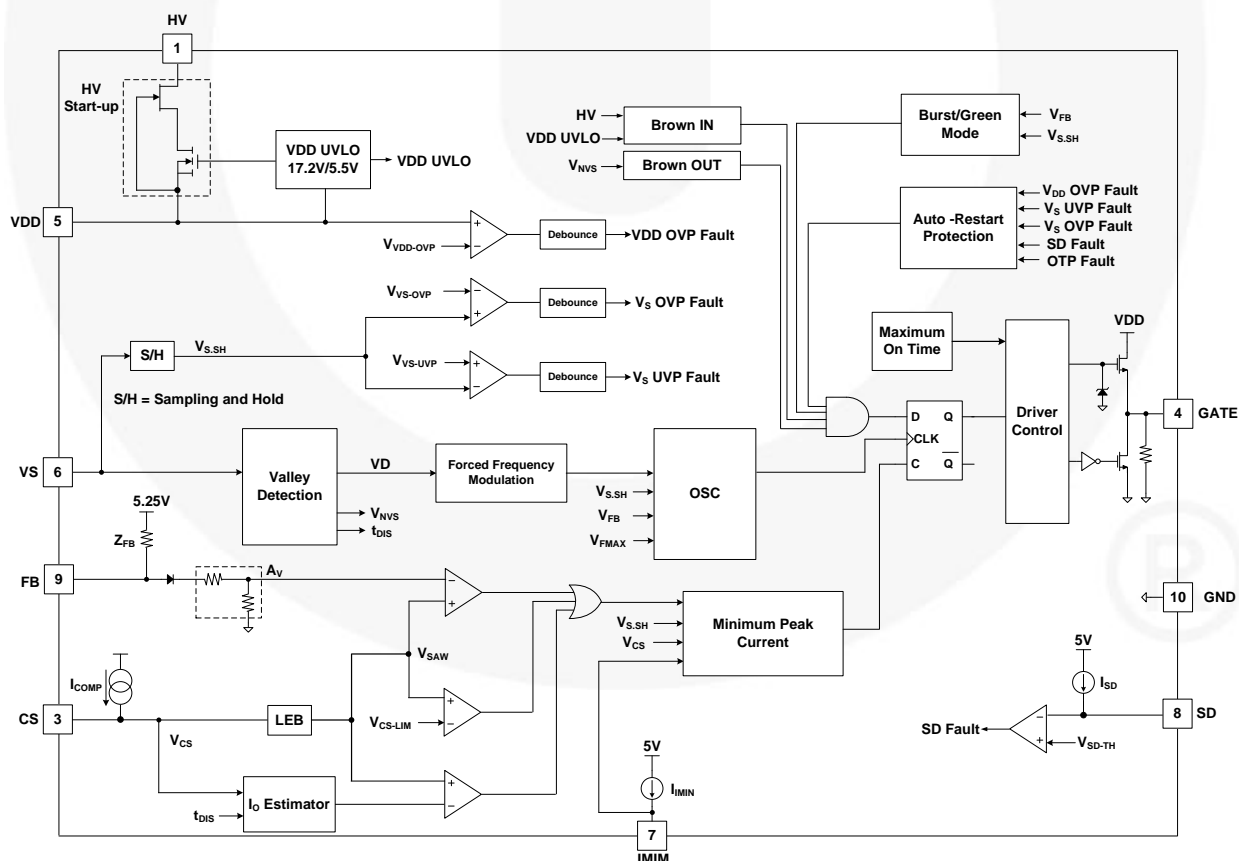 HV
1
HV
Start-up
VDD UVLO
17.2V/5.5V
VDD UVLO
HV
VDD UVLO
Brown IN
VNVS
Brown OUT
Burst/Green
Mode
VFB
VS.SH
VDD
5
VVDD-OVP
+
−
Debounce
VDD OVP Fault
Auto -Restart
Protection
VDD OVP Fault
VS UVP Fault
VS OVP Fault
SD Fault
OTP Fault
VVS-OVP
−
+
Debounce
VS OVP Fault
S/H
VS.SH
VVS-UVP
+
−
Debounce
VS UVP Fault
S/H = Sampling and Hold
Maximum
On Time
VDD
Driver
Control
4
GATE
D
Q
CLK
C
Q
VS
6
Valley
Detection
VD
VNVS
tDIS
Forced Frequency
Modulation
VS.SH
VFB
VFMAX
OSC
5.25V
ZFB
FB
9
AV
−
+
VSAW
VS.SH
VCS
Minimum Peak
Current
10
GND
R
ICOMP
CS
3
VCS
LEB
VCS-LIM
+
−
5V
ISD
8
SD
SD Fault
−
+
VSD-TH
tDIS
IO Estimator
+
−
5V
IIMIN
7
IMIM